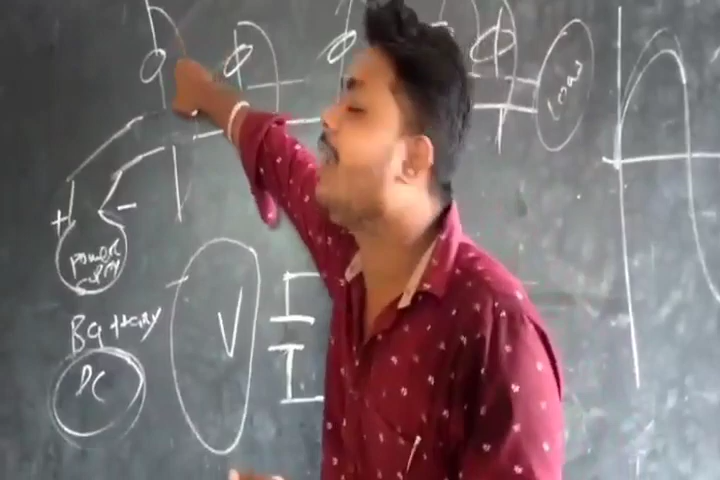 Load
+ -
power
Battery
DC
V
I
I